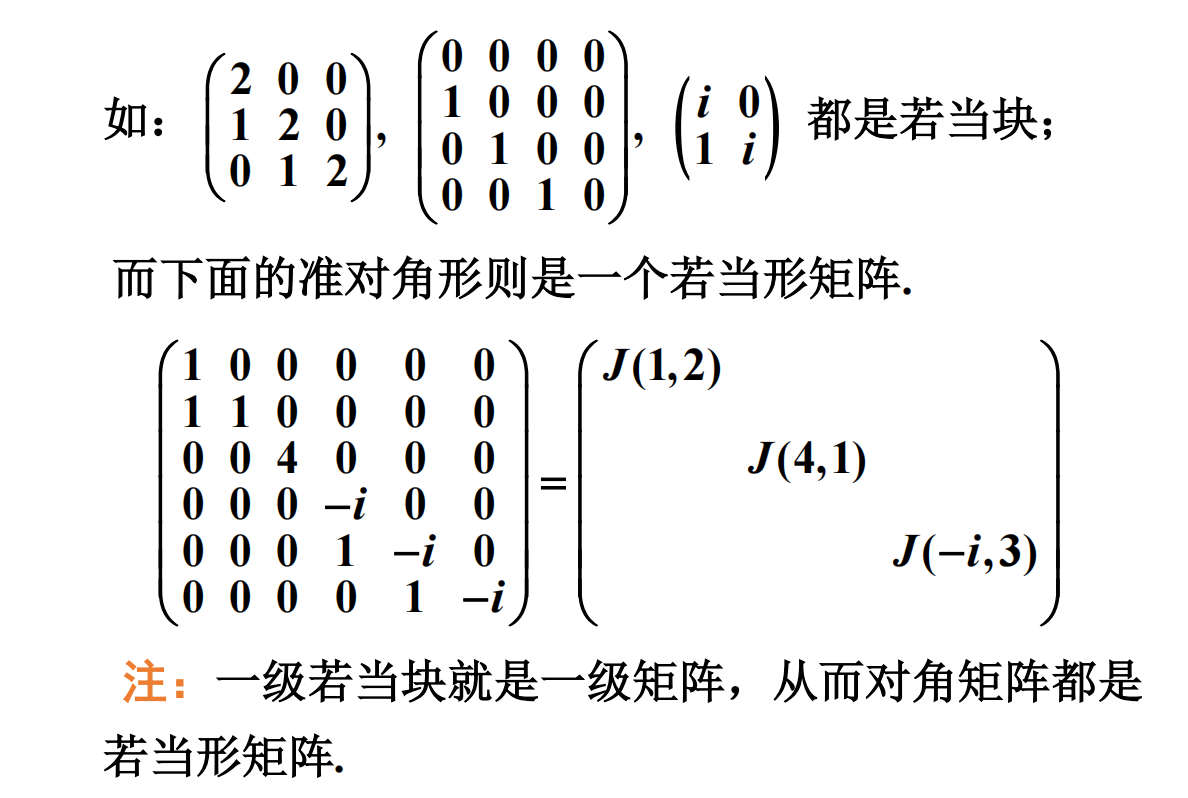 如： $\begin{pmatrix} 2 & 0 & 0 \\ 1 & 2 & 0 \\ 0 & 1 & 2 \end{pmatrix}$, $\begin{pmatrix} 0 & 0 & 0 & 0 \\ 1 & 0 & 0 & 0 \\ 0 & 1 & 0 & 0 \\ 0 & 0 & 1 & 0 \end{pmatrix}$, $\begin{pmatrix} i & 0 \\ 1 & i \end{pmatrix}$ 都是若当块；
而下面的准对角形则是一个若当形矩阵.
$\begin{pmatrix} 1 & 0 & 0 & 0 & 0 & 0 \\ 1 & 1 & 0 & 0 & 0 & 0 \\ 0 & 0 & 4 & 0 & 0 & 0 \\ 0 & 0 & 0 & -i & 0 & 0 \\ 0 & 0 & 0 & 1 & -i & 0 \\ 0 & 0 & 0 & 0 & 1 & -i \end{pmatrix} = \begin{pmatrix} J(1,2) & & \\ & J(4,1) & \\ & & J(-i,3) \end{pmatrix}$
注：一级若当块就是一级矩阵，从而对角矩阵都是
若当形矩阵.